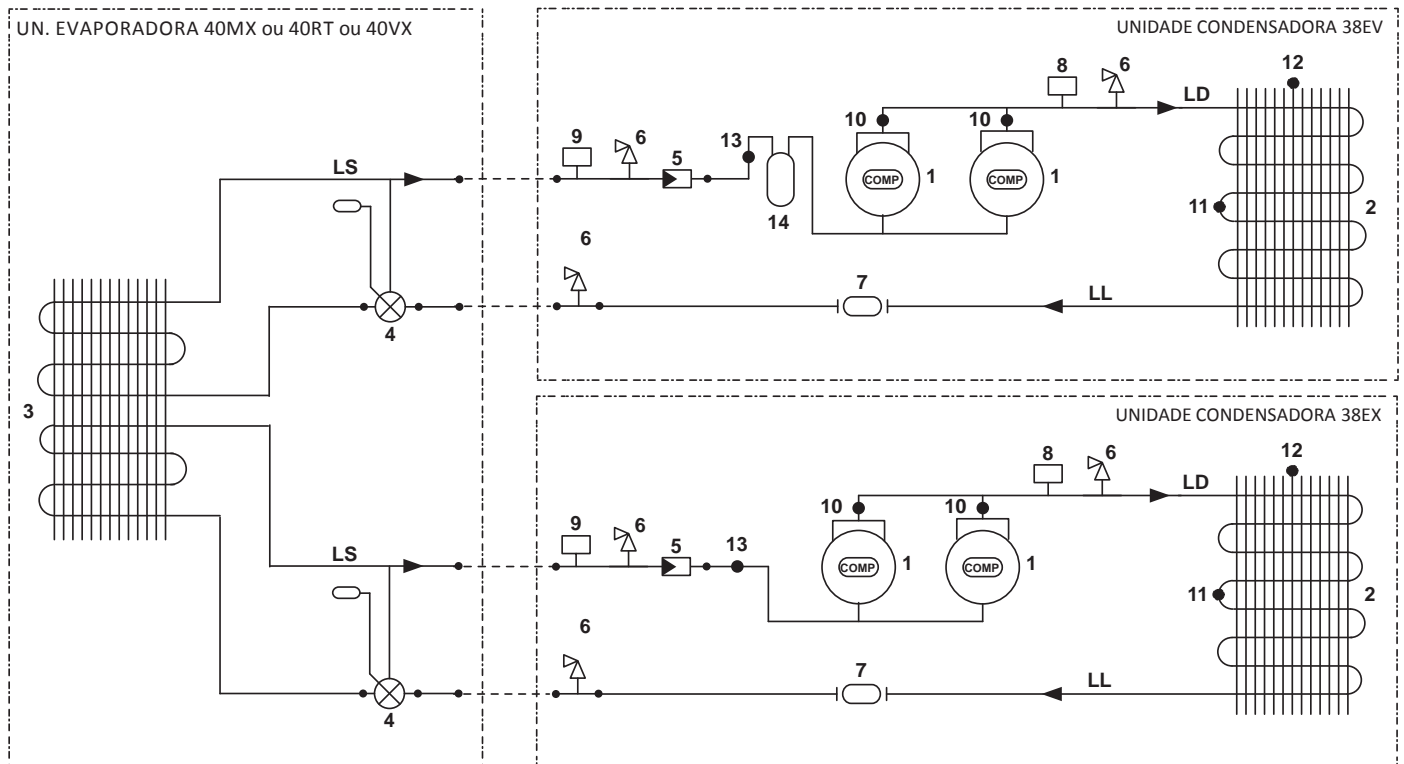 UN. EVAPORADORA 40MX ou 40RT ou 40VX
LS
4
3
LS
4
UNIDADE CONDENSADORA 38EV
12
8 6
LD
10 10
9 6 5 13
COMP 1 COMP 1
14
11 2
6
7
LL
UNIDADE CONDENSADORA 38EX
12
8 6
LD
10 10
9 6 5 13
COMP 1 COMP 1
11 2
6
7
LL